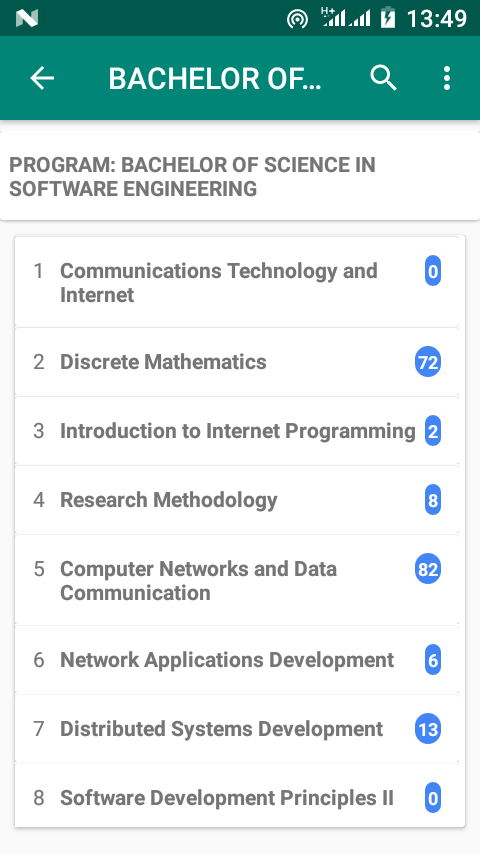 H+ 13:49
BACHELOR OF...
PROGRAM: BACHELOR OF SCIENCE IN
SOFTWARE ENGINEERING
1 Communications Technology and 0
Internet
2 Discrete Mathematics 72
3 Introduction to Internet Programming 2
4 Research Methodology 8
5 Computer Networks and Data 82
Communication
6 Network Applications Development 6
7 Distributed Systems Development 13
8 Software Development Principles II 0